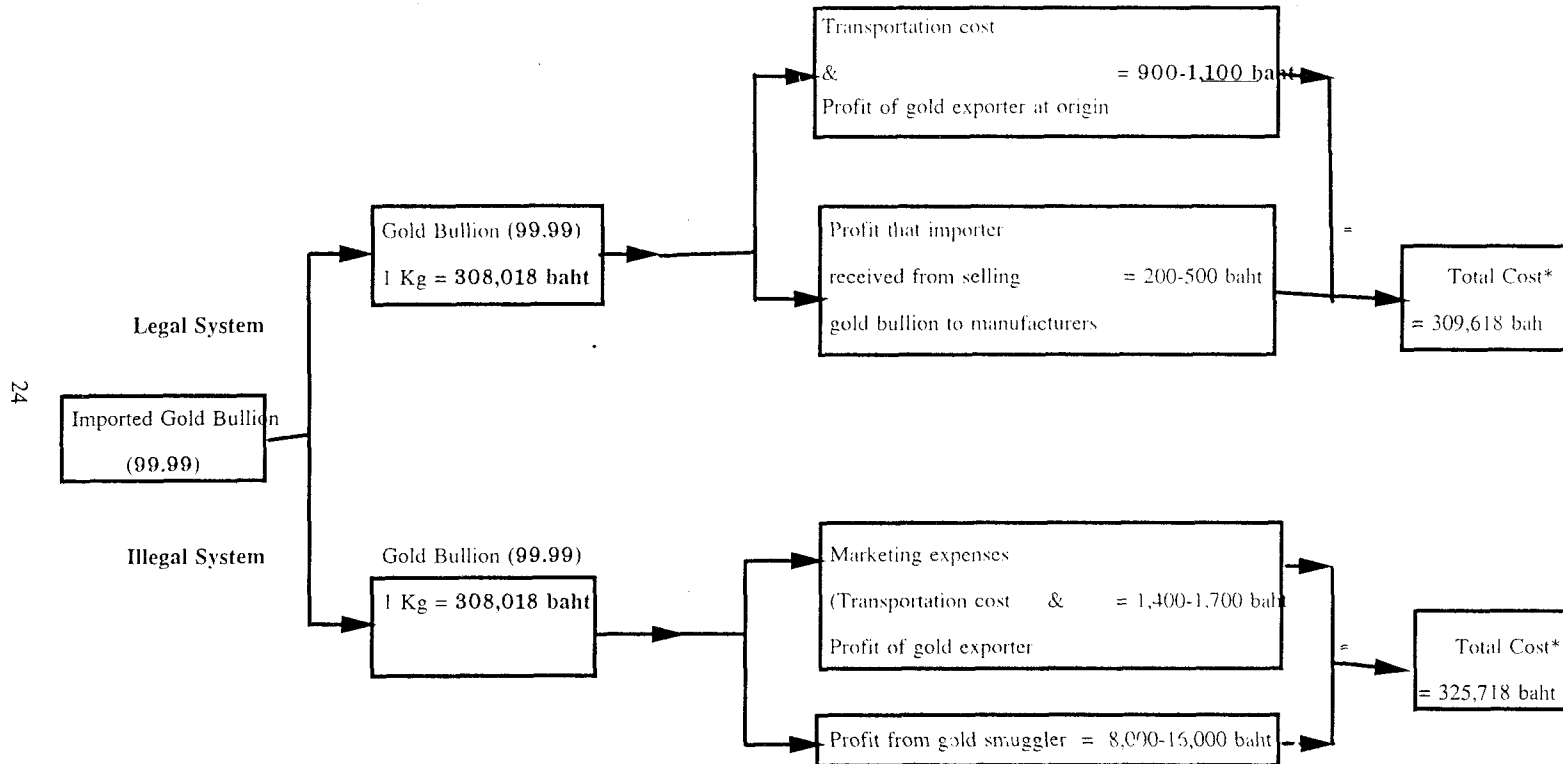 Transportation cost
& = 900-1,100 baht
Profit of gold exporter at origin
Gold Bullion (99.99)
1 Kg = 308,018 baht
Profit that importer
received from selling = 200-500 baht
gold bullion to manufacturers
=
Total Cost*
= 309,618 bah
Legal System
24
Imported Gold Bullion
(99.99)
Illegal System
Gold Bullion (99.99)
1 Kg = 308,018 baht
Marketing expenses
(Transportation cost & = 1,400-1,700 baht
Profit of gold exporter
=
Total Cost*
= 325,718 baht
Profit from gold smuggler = 8,000-16,000 baht